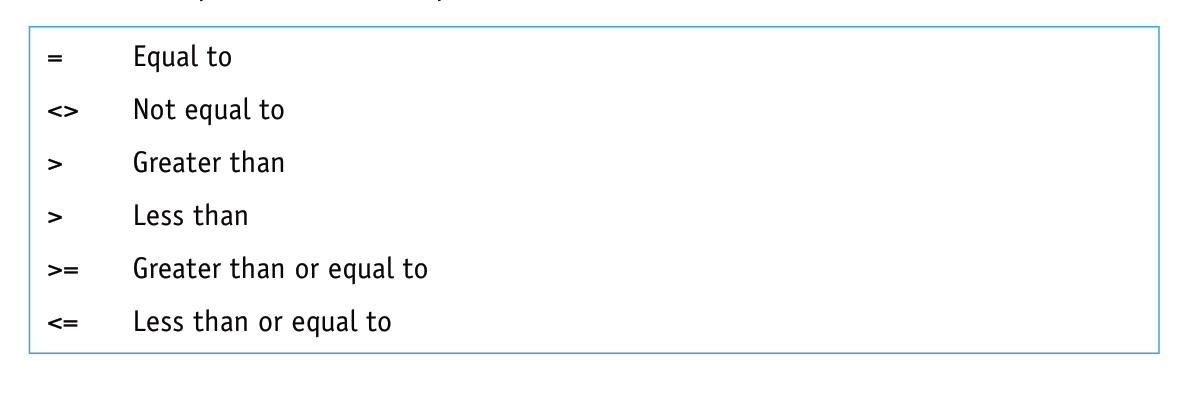 = Equal to
<> Not equal to
> Greater than
> Less than
>= Greater than or equal to
<= Less than or equal to